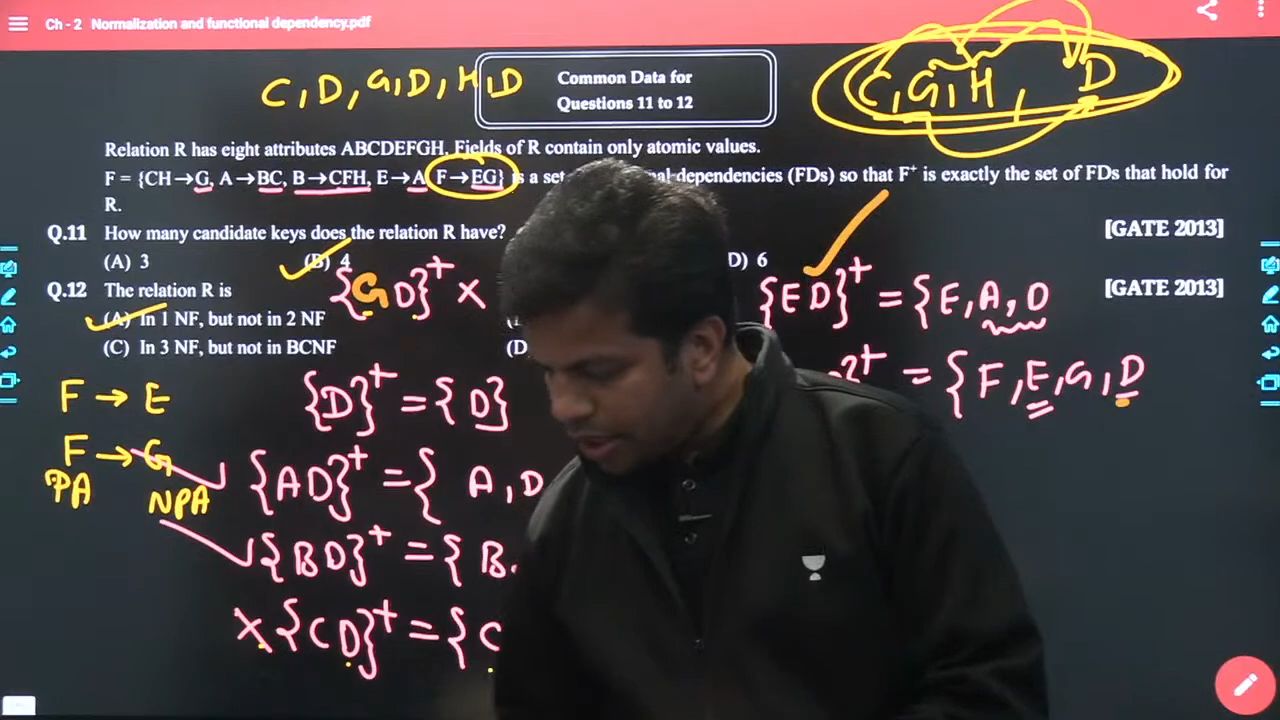 Ch - 2 Normalization and functional dependency.pdf
C, D, G, D, H, D
Common Data for
Questions 11 to 12
C, G, H, D
Relation R has eight attributes ABCDEFGH, Fields of R contain only atomic values.
F = {CH→G, A→BC, B→CFH, E→A F→EG} is a set dependencies (FDs) so that F+ is exactly the set of FDs that hold for
R.
Q.11 How many candidate keys does the relation R have? [GATE 2013]
(A) 3 (B) 4 D) 6
{GD}+ × {ED}+ = {E, A, D
Q.12 The relation R is [GATE 2013]
(A) In 1 NF, but not in 2 NF
(C) In 3 NF, but not in BCNF (D
}+ = {F, E, G, D
F → E {D}+ = {D}
F → G
PA NPA
{AD}+ = { A, D
{BD}+ = { B,
× {CD}+ = { C